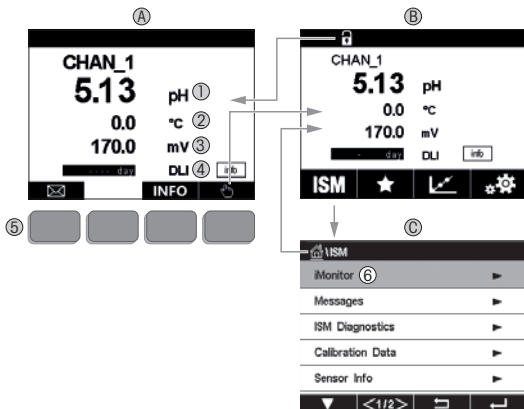 Ⓐ
CHAN_1
5.13 pH ①
0.0 °C ②
170.0 mV ③
---- day DLI ④ info
INFO
⑤
Ⓑ
CHAN_1
5.13 pH
0.0 °C
170.0 mV
---- day DLI info
ISM
Ⓒ
\ISM
iMonitor ⑥
Messages
ISM Diagnostics
Calibration Data
Sensor Info
<1/2>